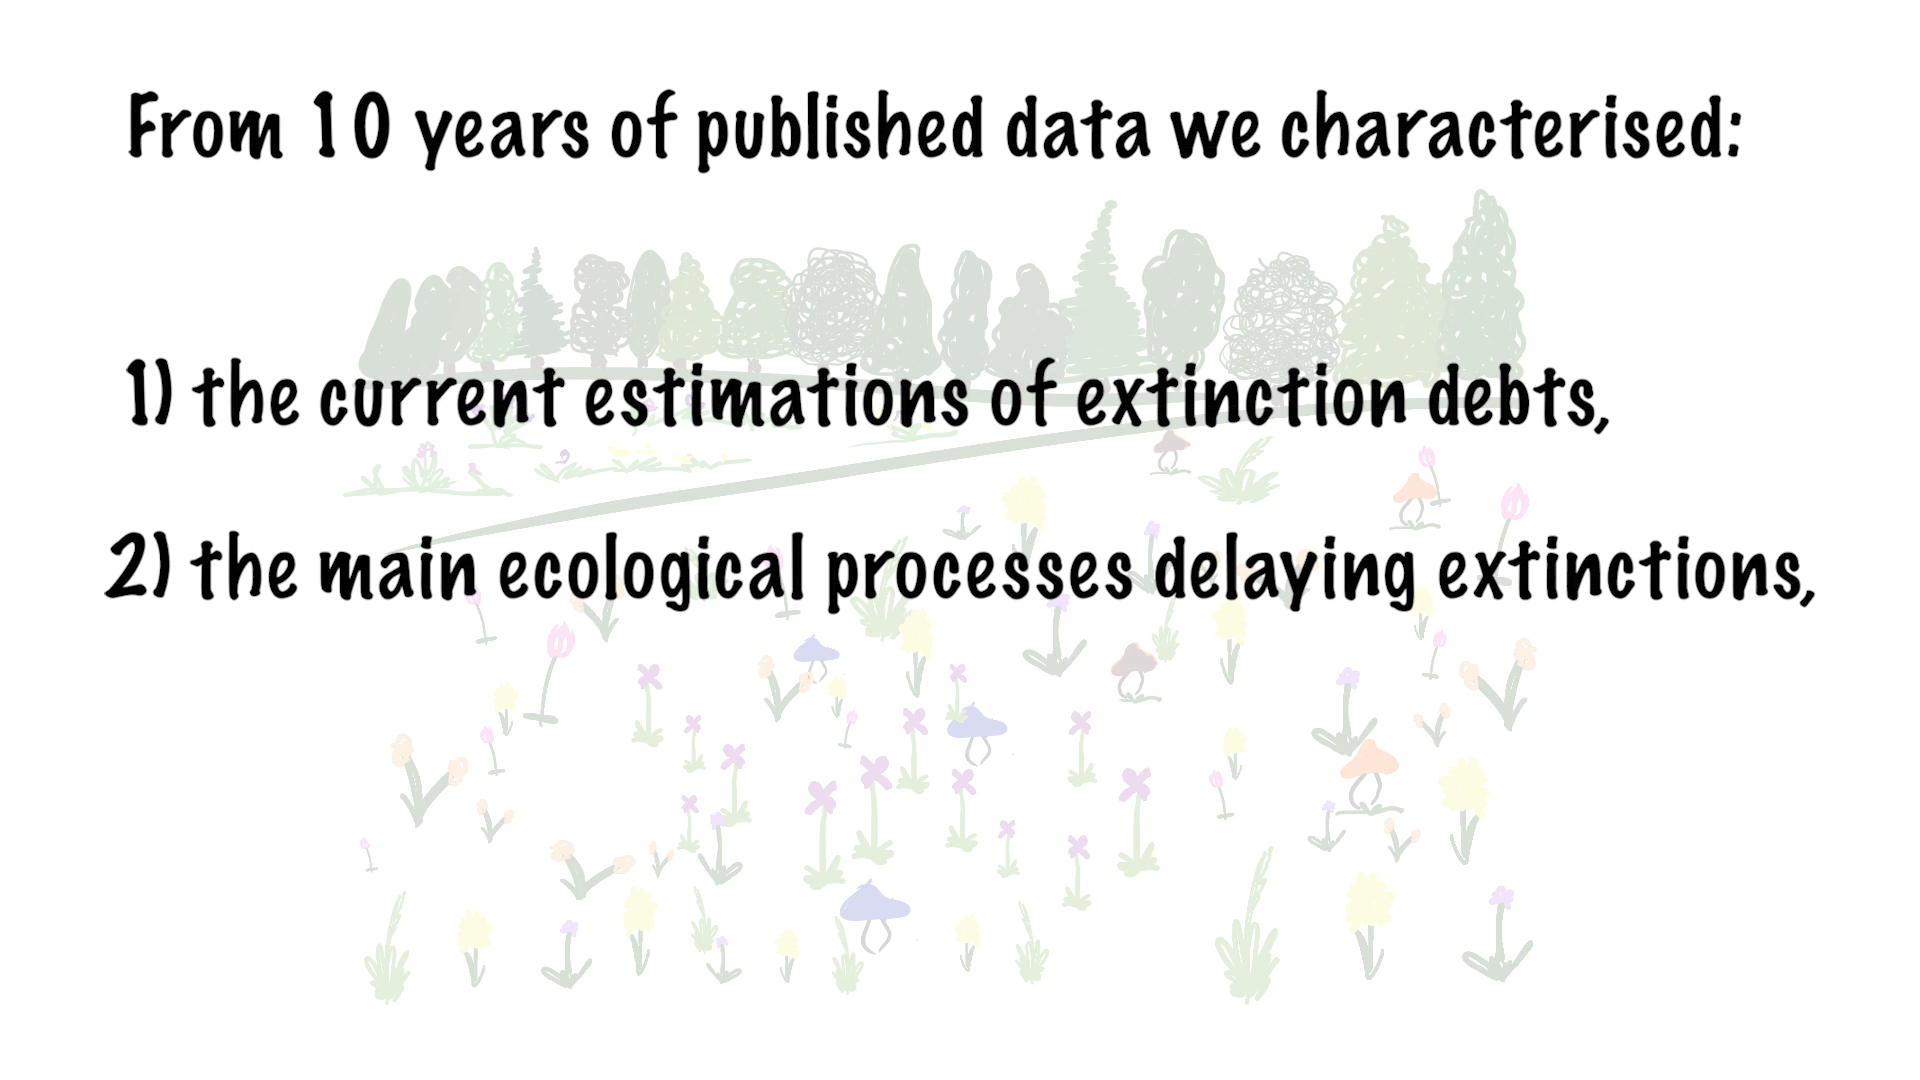 From 10 years of published data we characterised:
1) the current estimations of extinction debts,
2) the main ecological processes delaying extinctions,